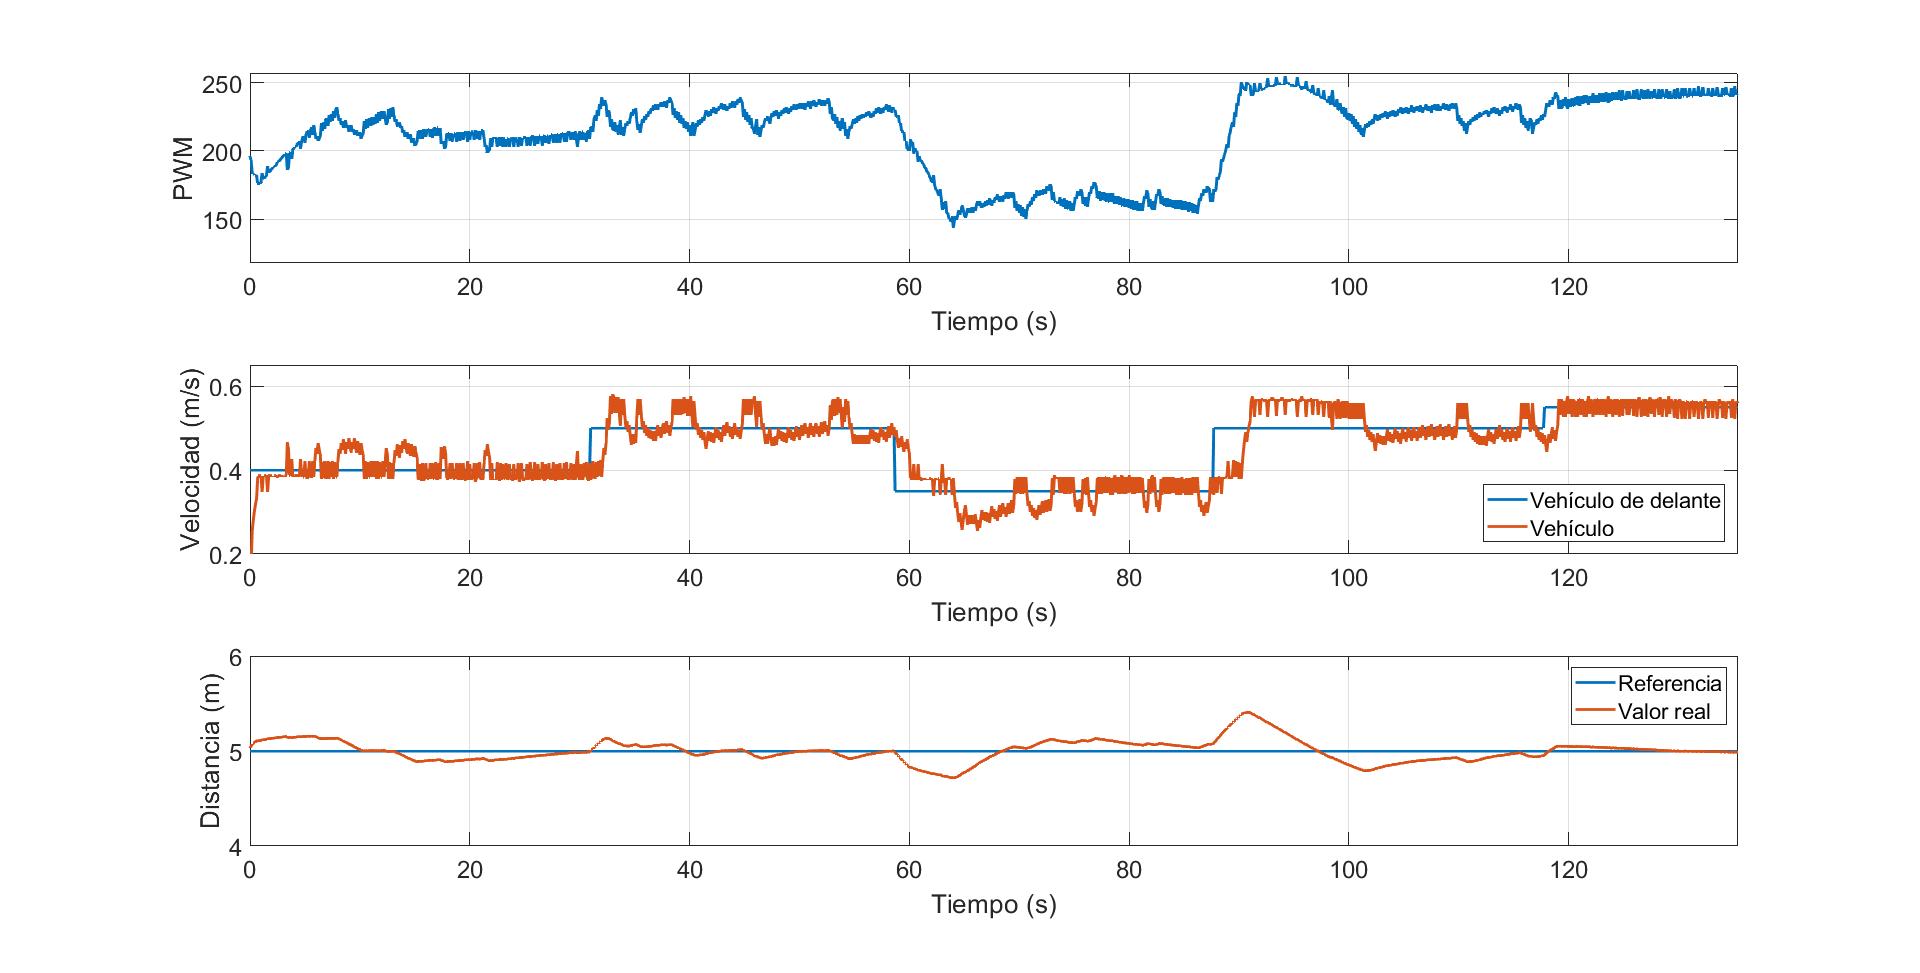 250
200
150
PWM
0 20 40 60 80 100 120
Tiempo (s)
0.6
0.4
0.2
Velocidad (m/s)
Vehículo de delante
Vehículo
0 20 40 60 80 100 120
Tiempo (s)
6
5
4
Distancia (m)
Referencia
Valor real
0 20 40 60 80 100 120
Tiempo (s)